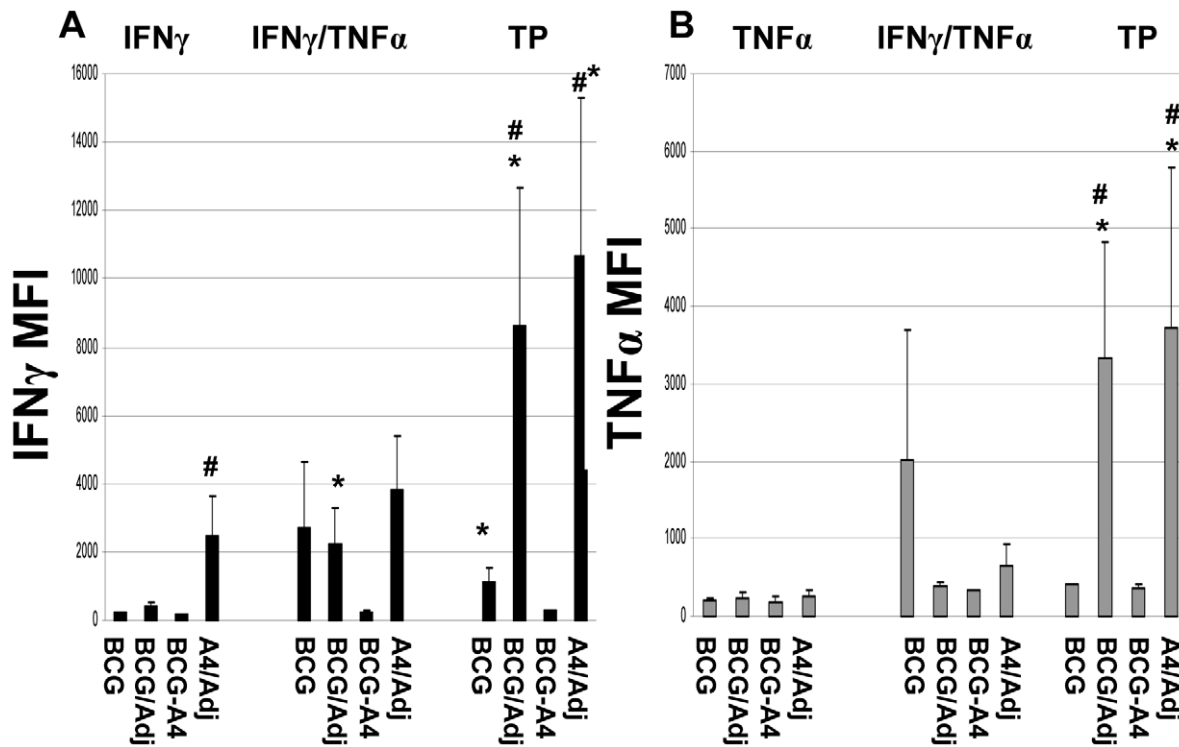 A
IFNγ IFNγ/TNFα TP
IFNγ MFI
16000
14000
12000
10000
8000
6000
4000
2000
0
#
*
*
#
*
#*
BCG
BCG/Adj
BCG-A4
A4/Adj
BCG
BCG/Adj
BCG-A4
A4/Adj
BCG
BCG/Adj
BCG-A4
A4/Adj
B
TNFα IFNγ/TNFα TP
TNFα MFI
7000
6000
5000
4000
3000
2000
1000
0
#
*
#
*
BCG
BCG/Adj
BCG-A4
A4/Adj
BCG
BCG/Adj
BCG-A4
A4/Adj
BCG
BCG/Adj
BCG-A4
A4/Adj